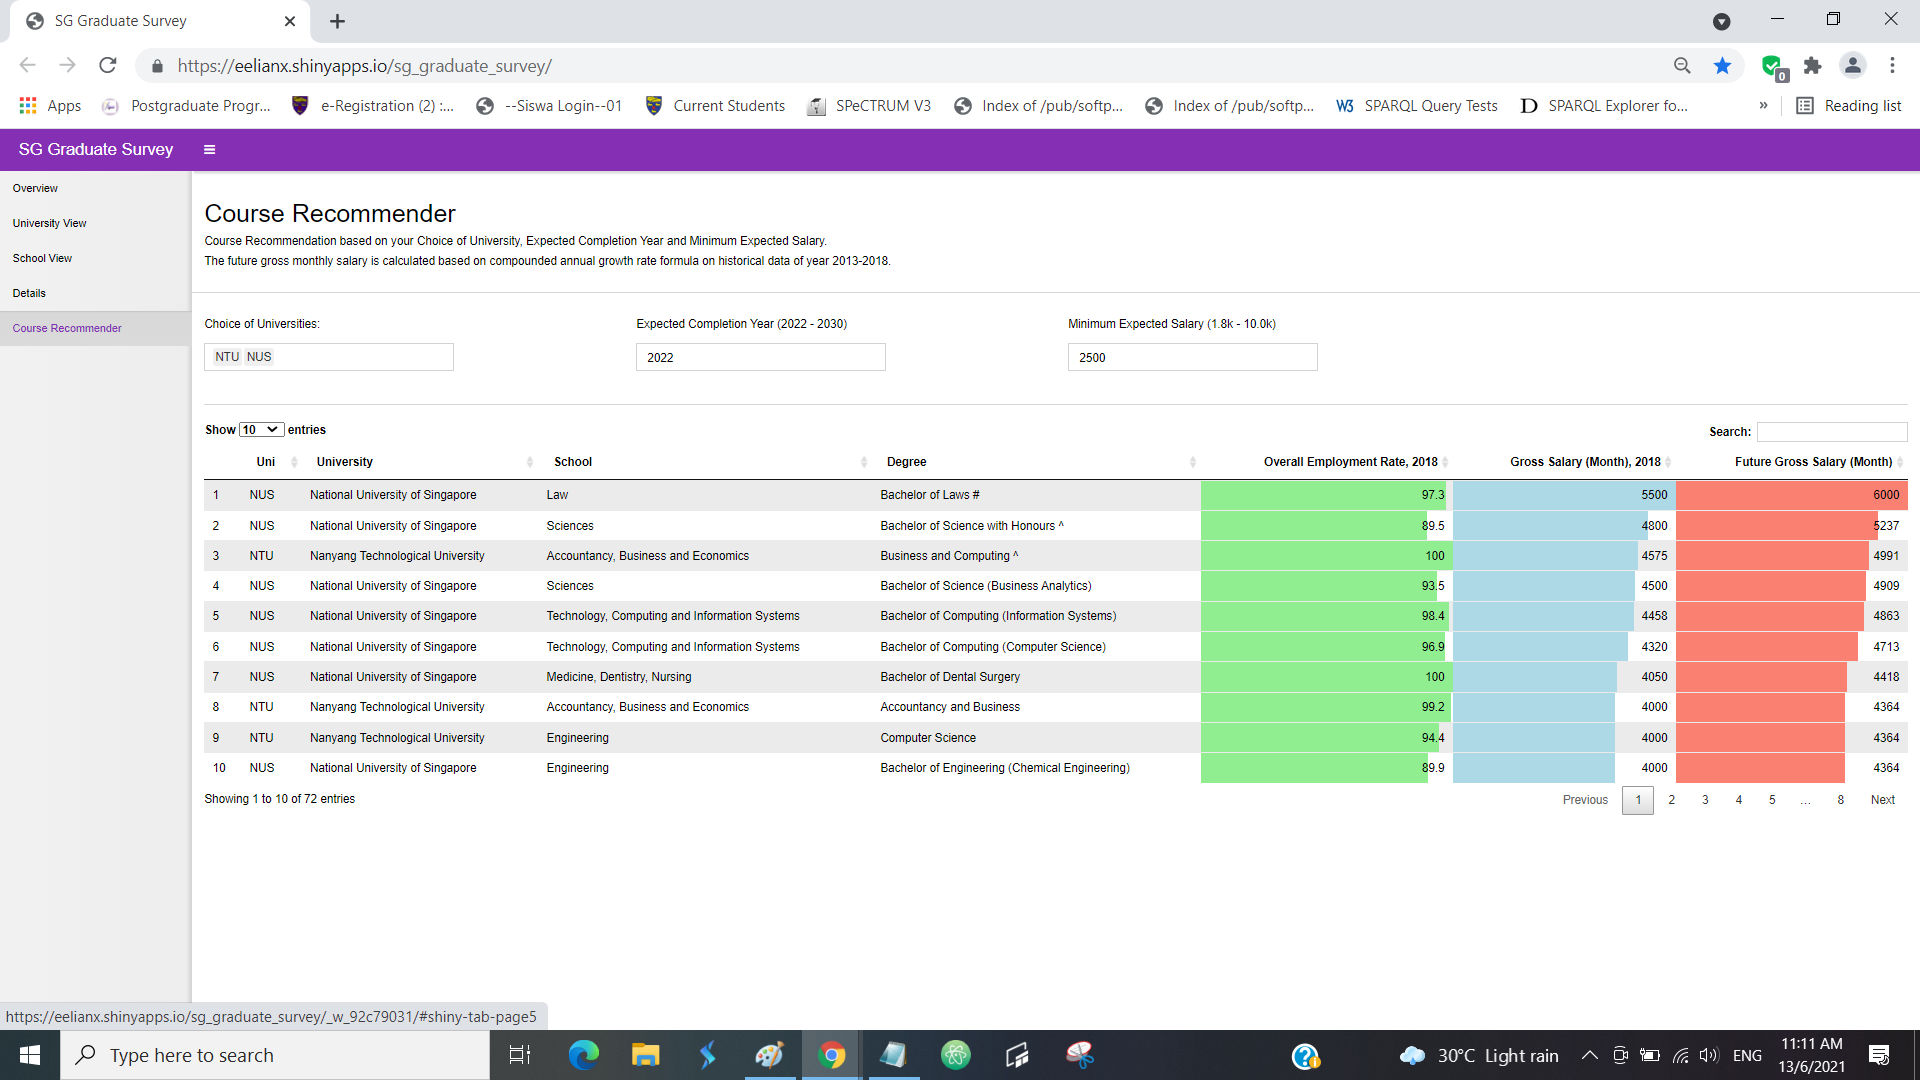 SG Graduate Survey
https://eelianx.shinyapps.io/sg_graduate_survey/
0
Apps Postgraduate Progr... e-Registration (2) :... --Siswa Login--01 Current Students SPeCTRUM V3 Index of /pub/softp... Index of /pub/softp... W3 SPARQL Query Tests D SPARQL Explorer fo... » Reading list
SG Graduate Survey
Overview
University View
School View
Details
Course Recommender
Course Recommender
Course Recommendation based on your Choice of University, Expected Completion Year and Minimum Expected Salary.
The future gross monthly salary is calculated based on compounded annual growth rate formula on historical data of year 2013-2018.
Choice of Universities: Expected Completion Year (2022 - 2030) Minimum Expected Salary (1.8k - 10.0k)
NTU NUS 2022 2500
Show 10 entries Search:
Uni University School Degree Overall Employment Rate, 2018 Gross Salary (Month), 2018 Future Gross Salary (Month)
1 NUS National University of Singapore Law Bachelor of Laws # 97.3 5500 6000
2 NUS National University of Singapore Sciences Bachelor of Science with Honours ^ 89.5 4800 5237
3 NTU Nanyang Technological University Accountancy, Business and Economics Business and Computing ^ 100 4575 4991
4 NUS National University of Singapore Sciences Bachelor of Science (Business Analytics) 93.5 4500 4909
5 NUS National University of Singapore Technology, Computing and Information Systems Bachelor of Computing (Information Systems) 98.4 4458 4863
6 NUS National University of Singapore Technology, Computing and Information Systems Bachelor of Computing (Computer Science) 96.9 4320 4713
7 NUS National University of Singapore Medicine, Dentistry, Nursing Bachelor of Dental Surgery 100 4050 4418
8 NTU Nanyang Technological University Accountancy, Business and Economics Accountancy and Business 99.2 4000 4364
9 NTU Nanyang Technological University Engineering Computer Science 94.4 4000 4364
10 NUS National University of Singapore Engineering Bachelor of Engineering (Chemical Engineering) 89.9 4000 4364
Showing 1 to 10 of 72 entries Previous 1 2 3 4 5 ... 8 Next
https://eelianx.shinyapps.io/sg_graduate_survey/_w_92c79031/#shiny-tab-page5
Type here to search 30°C Light rain ENG 11:11 AM
13/6/2021